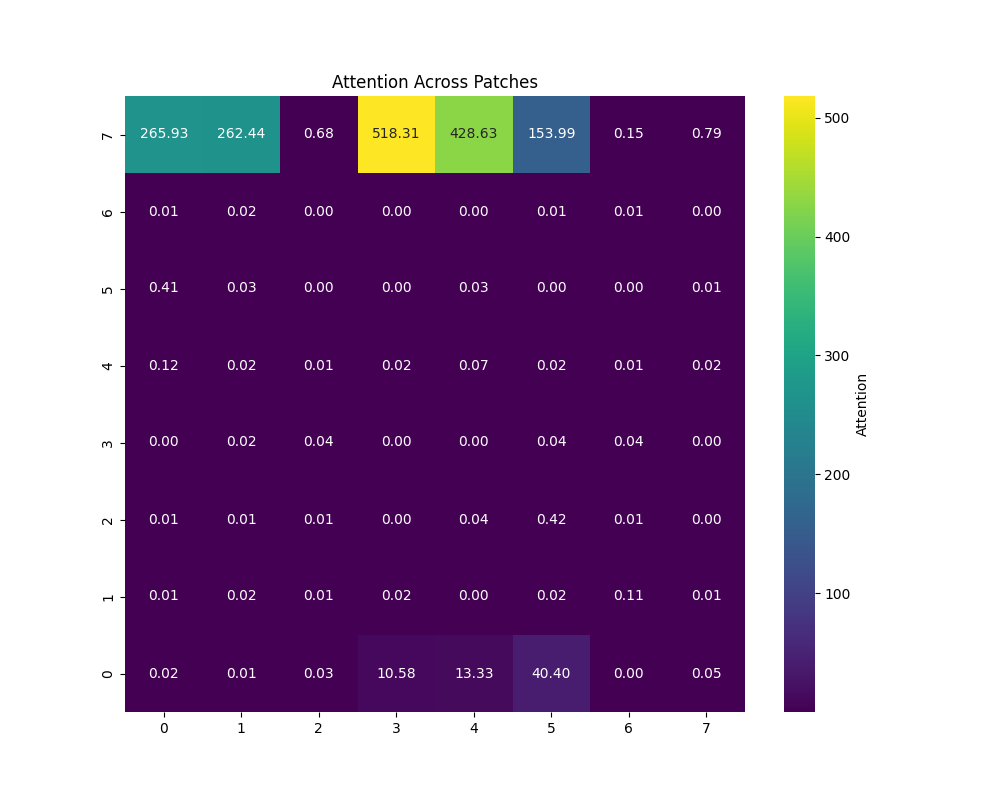 Attention Across Patches
7 265.93 262.44 0.68 518.31 428.63 153.99 0.15 0.79
6 0.01 0.02 0.00 0.00 0.00 0.01 0.01 0.00
5 0.41 0.03 0.00 0.00 0.03 0.00 0.00 0.01
4 0.12 0.02 0.01 0.02 0.07 0.02 0.01 0.02
3 0.00 0.02 0.04 0.00 0.00 0.04 0.04 0.00
2 0.01 0.01 0.01 0.00 0.04 0.42 0.01 0.00
1 0.01 0.02 0.01 0.02 0.00 0.02 0.11 0.01
0 0.02 0.01 0.03 10.58 13.33 40.40 0.00 0.05
0 1 2 3 4 5 6 7
500
400
300
200
100
Attention